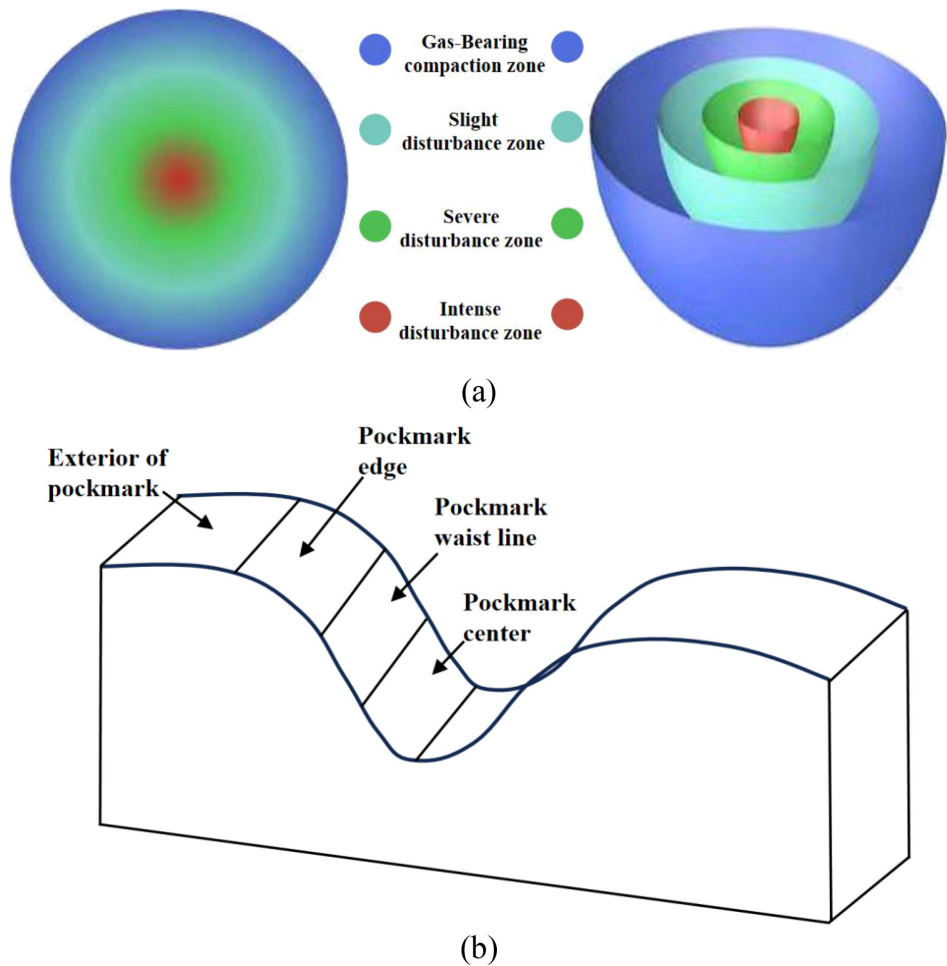 Gas-Bearing
compaction zone
Slight
disturbance zone
Severe
disturbance zone
Intense
disturbance zone
(a)
Exterior of
pockmark
Pockmark
edge
Pockmark
waist line
Pockmark
center
(b)